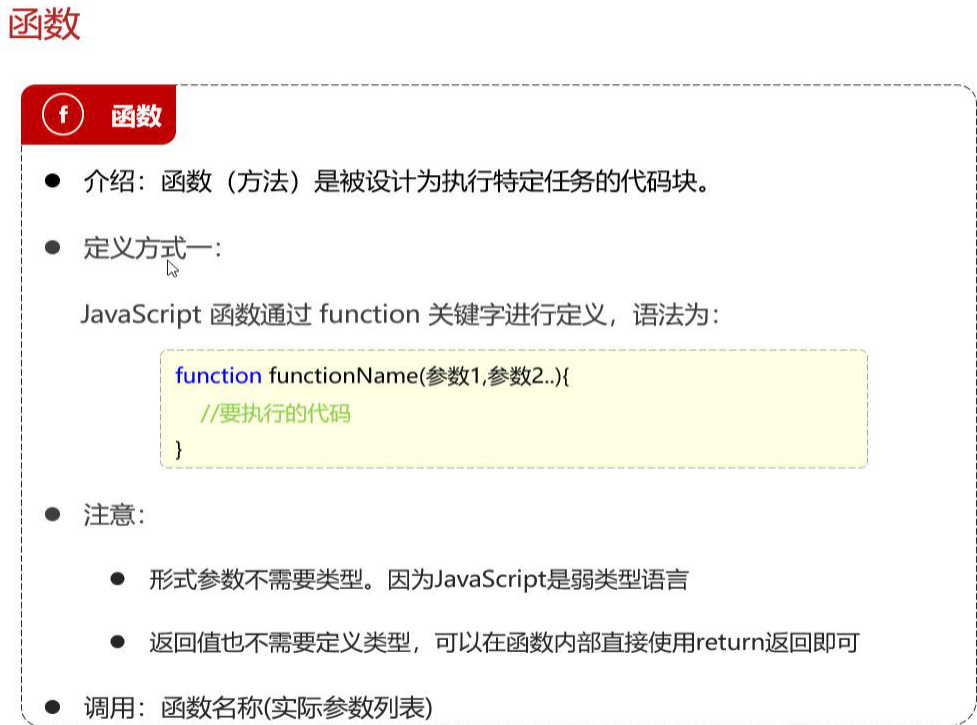 函数
f 函数
介绍：函数（方法）是被设计为执行特定任务的代码块。
定义方式一：
JavaScript 函数通过 function 关键字进行定义，语法为：
function functionName(参数1,参数2..){
//要执行的代码
}
注意：
形式参数不需要类型。因为JavaScript是弱类型语言
返回值也不需要定义类型，可以在函数内部直接使用return返回即可
调用：函数名称(实际参数列表)